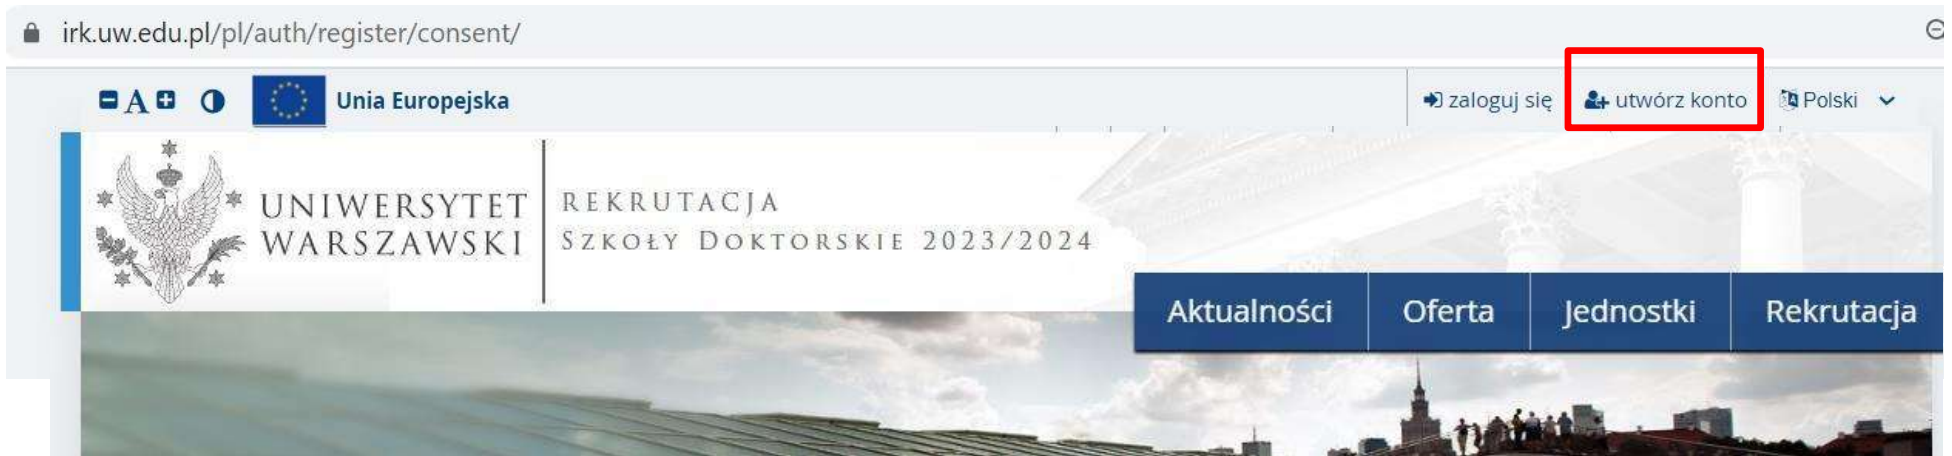 irk.uw.edu.pl/pl/auth/register/consent/
A Unia Europejska zaloguj się utwórz konto Polski
UNIWERSYTET
WARSZAWSKI
REKRUTACJA
SZKOŁY DOKTORSKIE 2023/2024
Aktualności Oferta Jednostki Rekrutacja